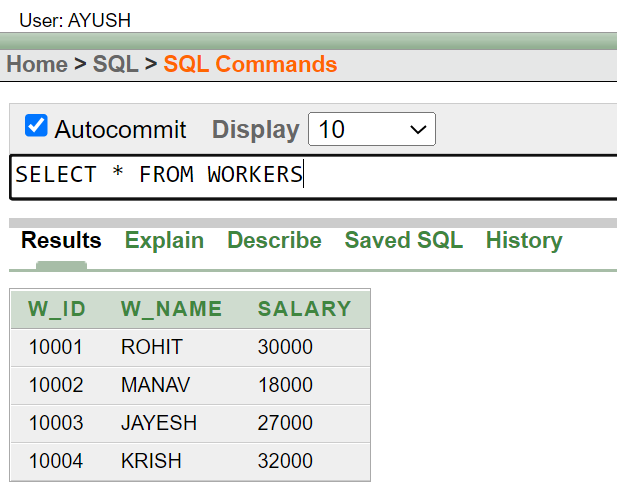 User: AYUSH
Home > SQL > SQL Commands
Autocommit Display 10
SELECT * FROM WORKERS
Results Explain Describe Saved SQL History
W_ID W_NAME SALARY
10001 ROHIT 30000
10002 MANAV 18000
10003 JAYESH 27000
10004 KRISH 32000